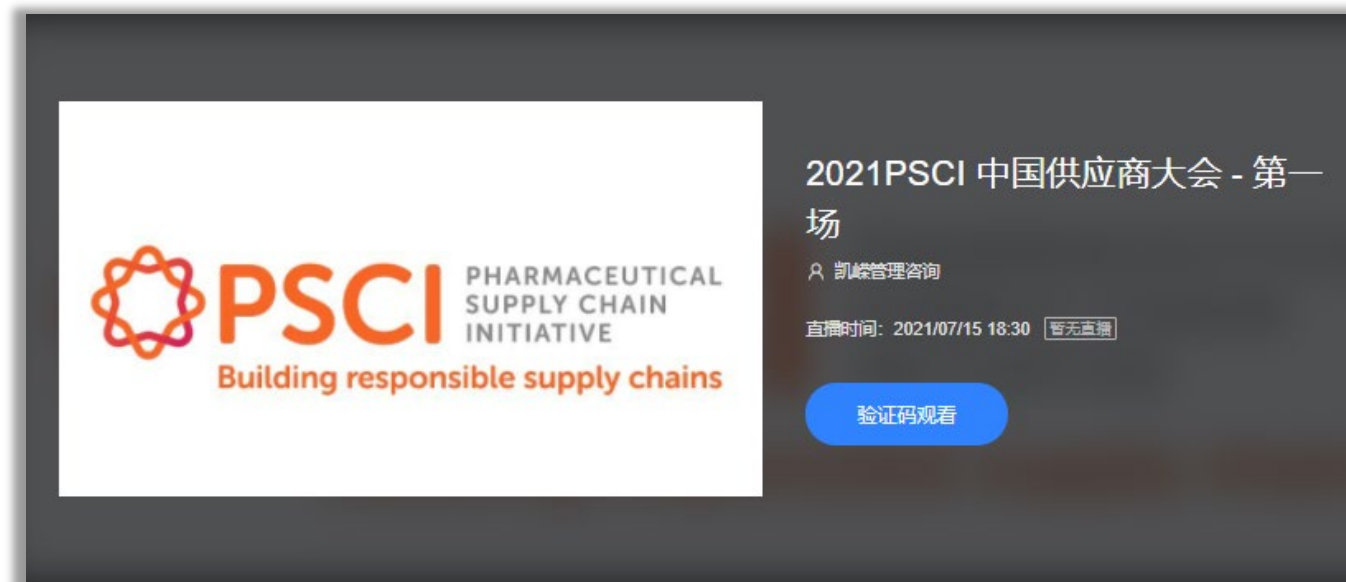 PSCI
PHARMACEUTICAL
SUPPLY CHAIN
INITIATIVE
Building responsible supply chains
2021PSCI 中国供应商大会 - 第一
场
凯嵘管理咨询
直播时间：2021/07/15 18:30 暂无直播
验证码观看